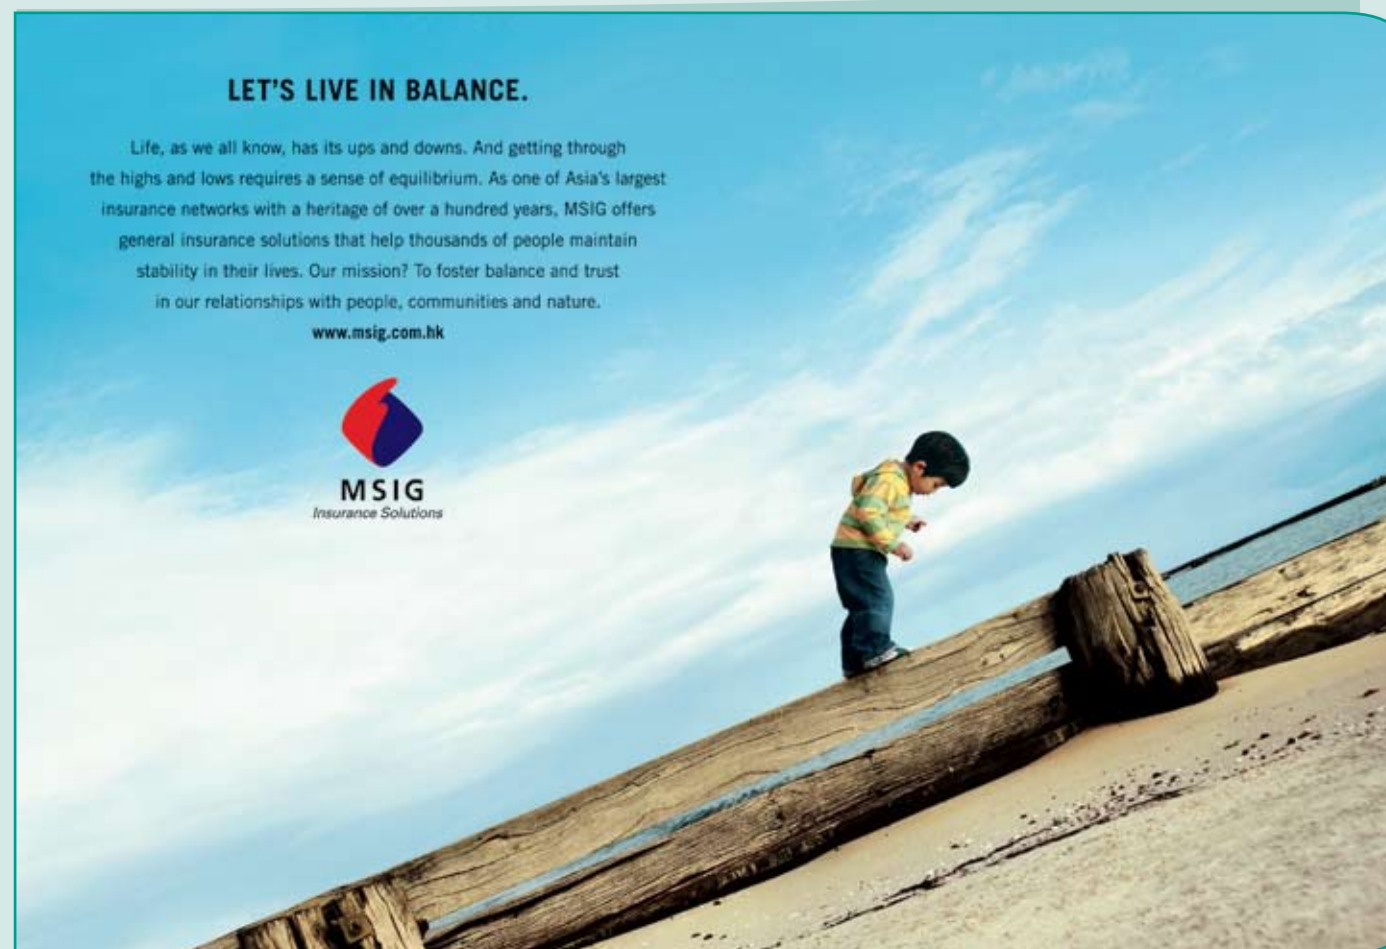 LET'S LIVE IN BALANCE.
Life, as we all know, has its ups and downs. And getting through
the highs and lows requires a sense of equilibrium. As one of Asia's largest
insurance networks with a heritage of over a hundred years, MSIG offers
general insurance solutions that help thousands of people maintain
stability in their lives. Our mission? To foster balance and trust
in our relationships with people, communities and nature.
www.msig.com.hk
MSIG
Insurance Solutions